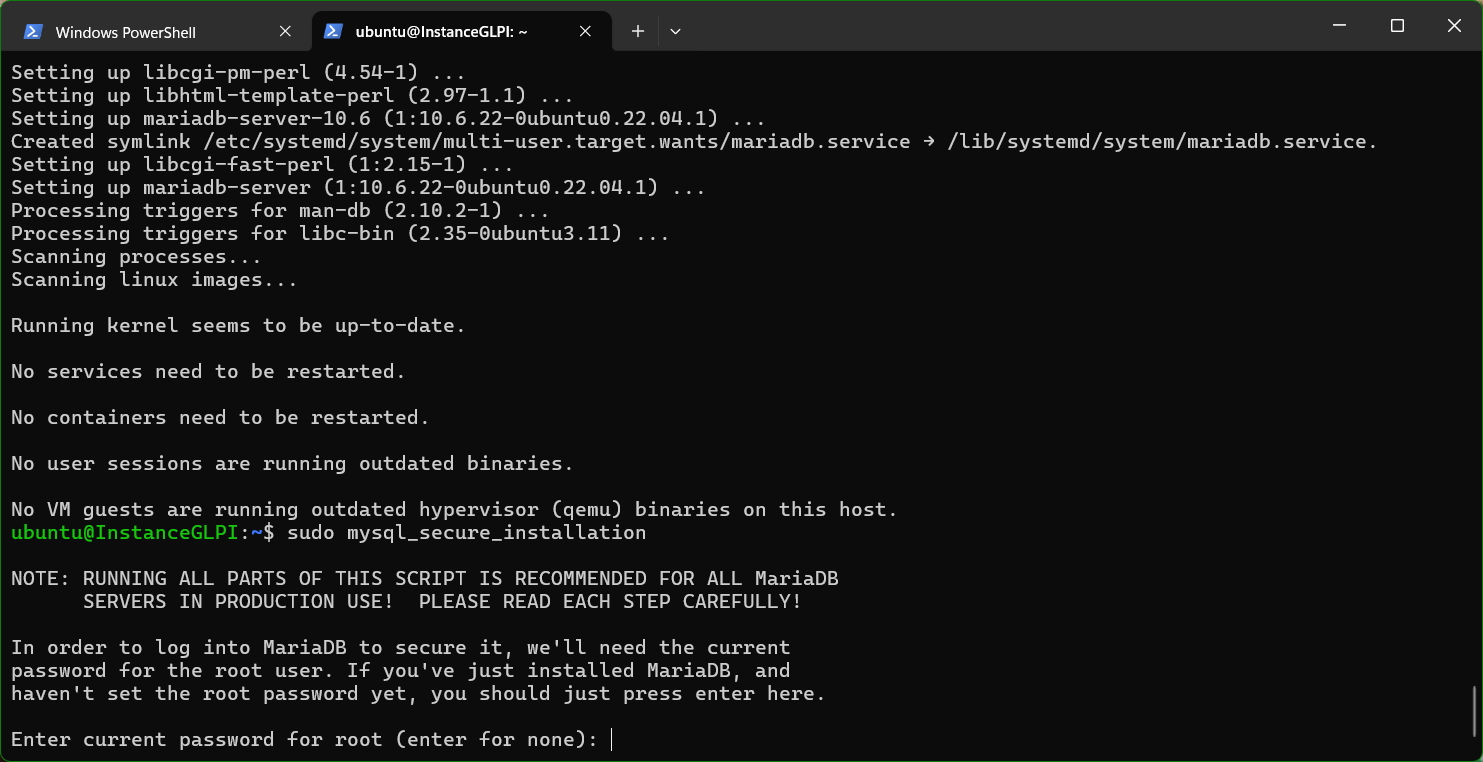 Windows PowerShell
ubuntu@InstanceGLPI: ~
Setting up libcgi-pm-perl (4.54-1) ...
Setting up libhtml-template-perl (2.97-1.1) ...
Setting up mariadb-server-10.6 (1:10.6.22-0ubuntu0.22.04.1) ...
Created symlink /etc/systemd/system/multi-user.target.wants/mariadb.service → /lib/systemd/system/mariadb.service.
Setting up libcgi-fast-perl (1:2.15-1) ...
Setting up mariadb-server (1:10.6.22-0ubuntu0.22.04.1) ...
Processing triggers for man-db (2.10.2-1) ...
Processing triggers for libc-bin (2.35-0ubuntu3.11) ...
Scanning processes...
Scanning linux images...
Running kernel seems to be up-to-date.
No services need to be restarted.
No containers need to be restarted.
No user sessions are running outdated binaries.
No VM guests are running outdated hypervisor (qemu) binaries on this host.
ubuntu@InstanceGLPI:~$ sudo mysql_secure_installation
NOTE: RUNNING ALL PARTS OF THIS SCRIPT IS RECOMMENDED FOR ALL MariaDB
SERVERS IN PRODUCTION USE!  PLEASE READ EACH STEP CAREFULLY!
In order to log into MariaDB to secure it, we'll need the current
password for the root user. If you've just installed MariaDB, and
haven't set the root password yet, you should just press enter here.
Enter current password for root (enter for none):